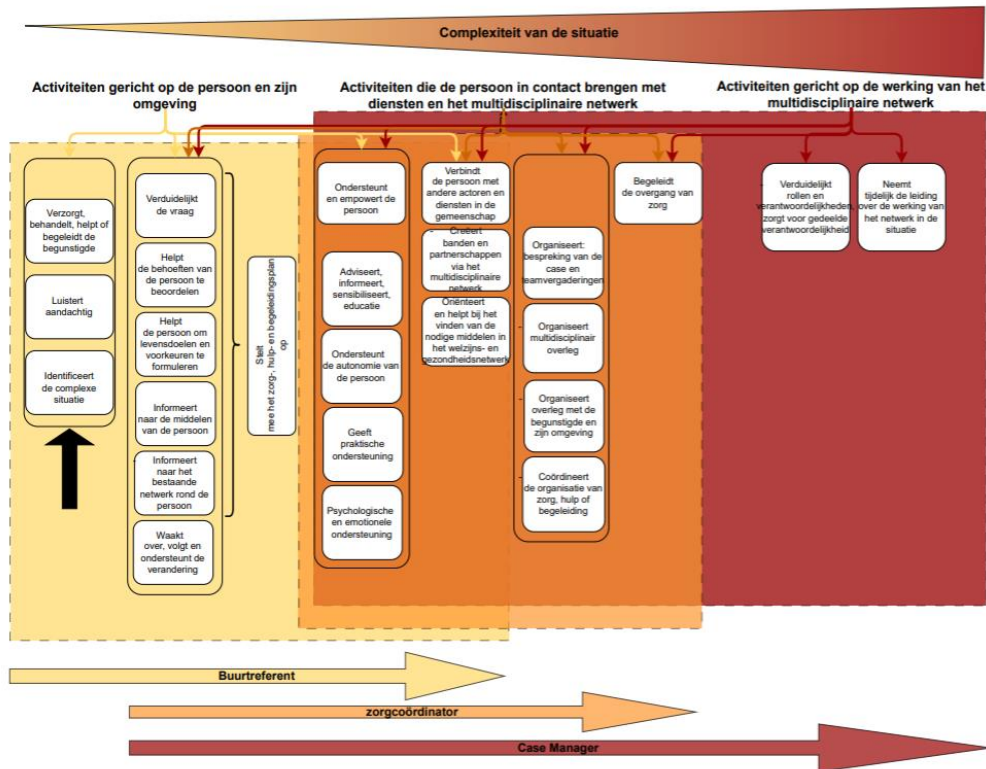 Complexiteit van de situatie
Activiteiten gericht op de persoon en zijn
omgeving
Activiteiten die de persoon in contact brengen met
diensten en het multidisciplinaire netwerk
Activiteiten gericht op de werking van het
multidisciplinaire netwerk
Verzorgt,
behandelt, helpt of
begeleidt de
begunstigde
Luistert
aandachtig
Identificeert
de complexe
situatie
Verduidelijkt
de vraag
Helpt
de behoeften van
de persoon te
beoordelen
Helpt
de persoon om
levensdoelen en
voorkeuren te
formuleren
Informeert
naar de middelen
van de persoon
- Informeert
naar het
bestaande
netwerk rond de
persoon
Waakt
over, volgt en
ondersteunt de
verandering
Stelt
mee het zorg-, hulp- en begeleidingsplan
op
Ondersteunt
en empowert de
persoon
Adviseert,
informeert,
sensibiliseert,
educatie
Ondersteunt
de autonomie van
de persoon
Geeft
praktische
ondersteuning
Psychologische
en emotionele
ondersteuning
Verbindt
de persoon met
andere actoren en
diensten in de
gemeenschap
- Creëert
banden en
partnerschappen
via het
multidisciplinaire
netwerk
Oriënteert
en helpt bij het
vinden van de
nodige middelen in
het welzijns- en
gezondheidsnetwerk
Organiseert:
bespreking van de
case en
teamvergaderingen
- Organiseert
multidisciplinair
overleg
- Organiseert
overleg met de
begunstigde en
zijn omgeving
- Coördineert
de organisatie van
zorg, hulp of
begeleiding
Begeleidt
de overgang van
zorg
- Verduidelijkt
rollen en
verantwoordelijkheden,
zorgt voor gedeelde
verantwoordelijkheid
Neemt
tijdelijk de leiding
over de werking van
het netwerk in de
situatie
Buurtreferent
zorgcoördinator
Case Manager